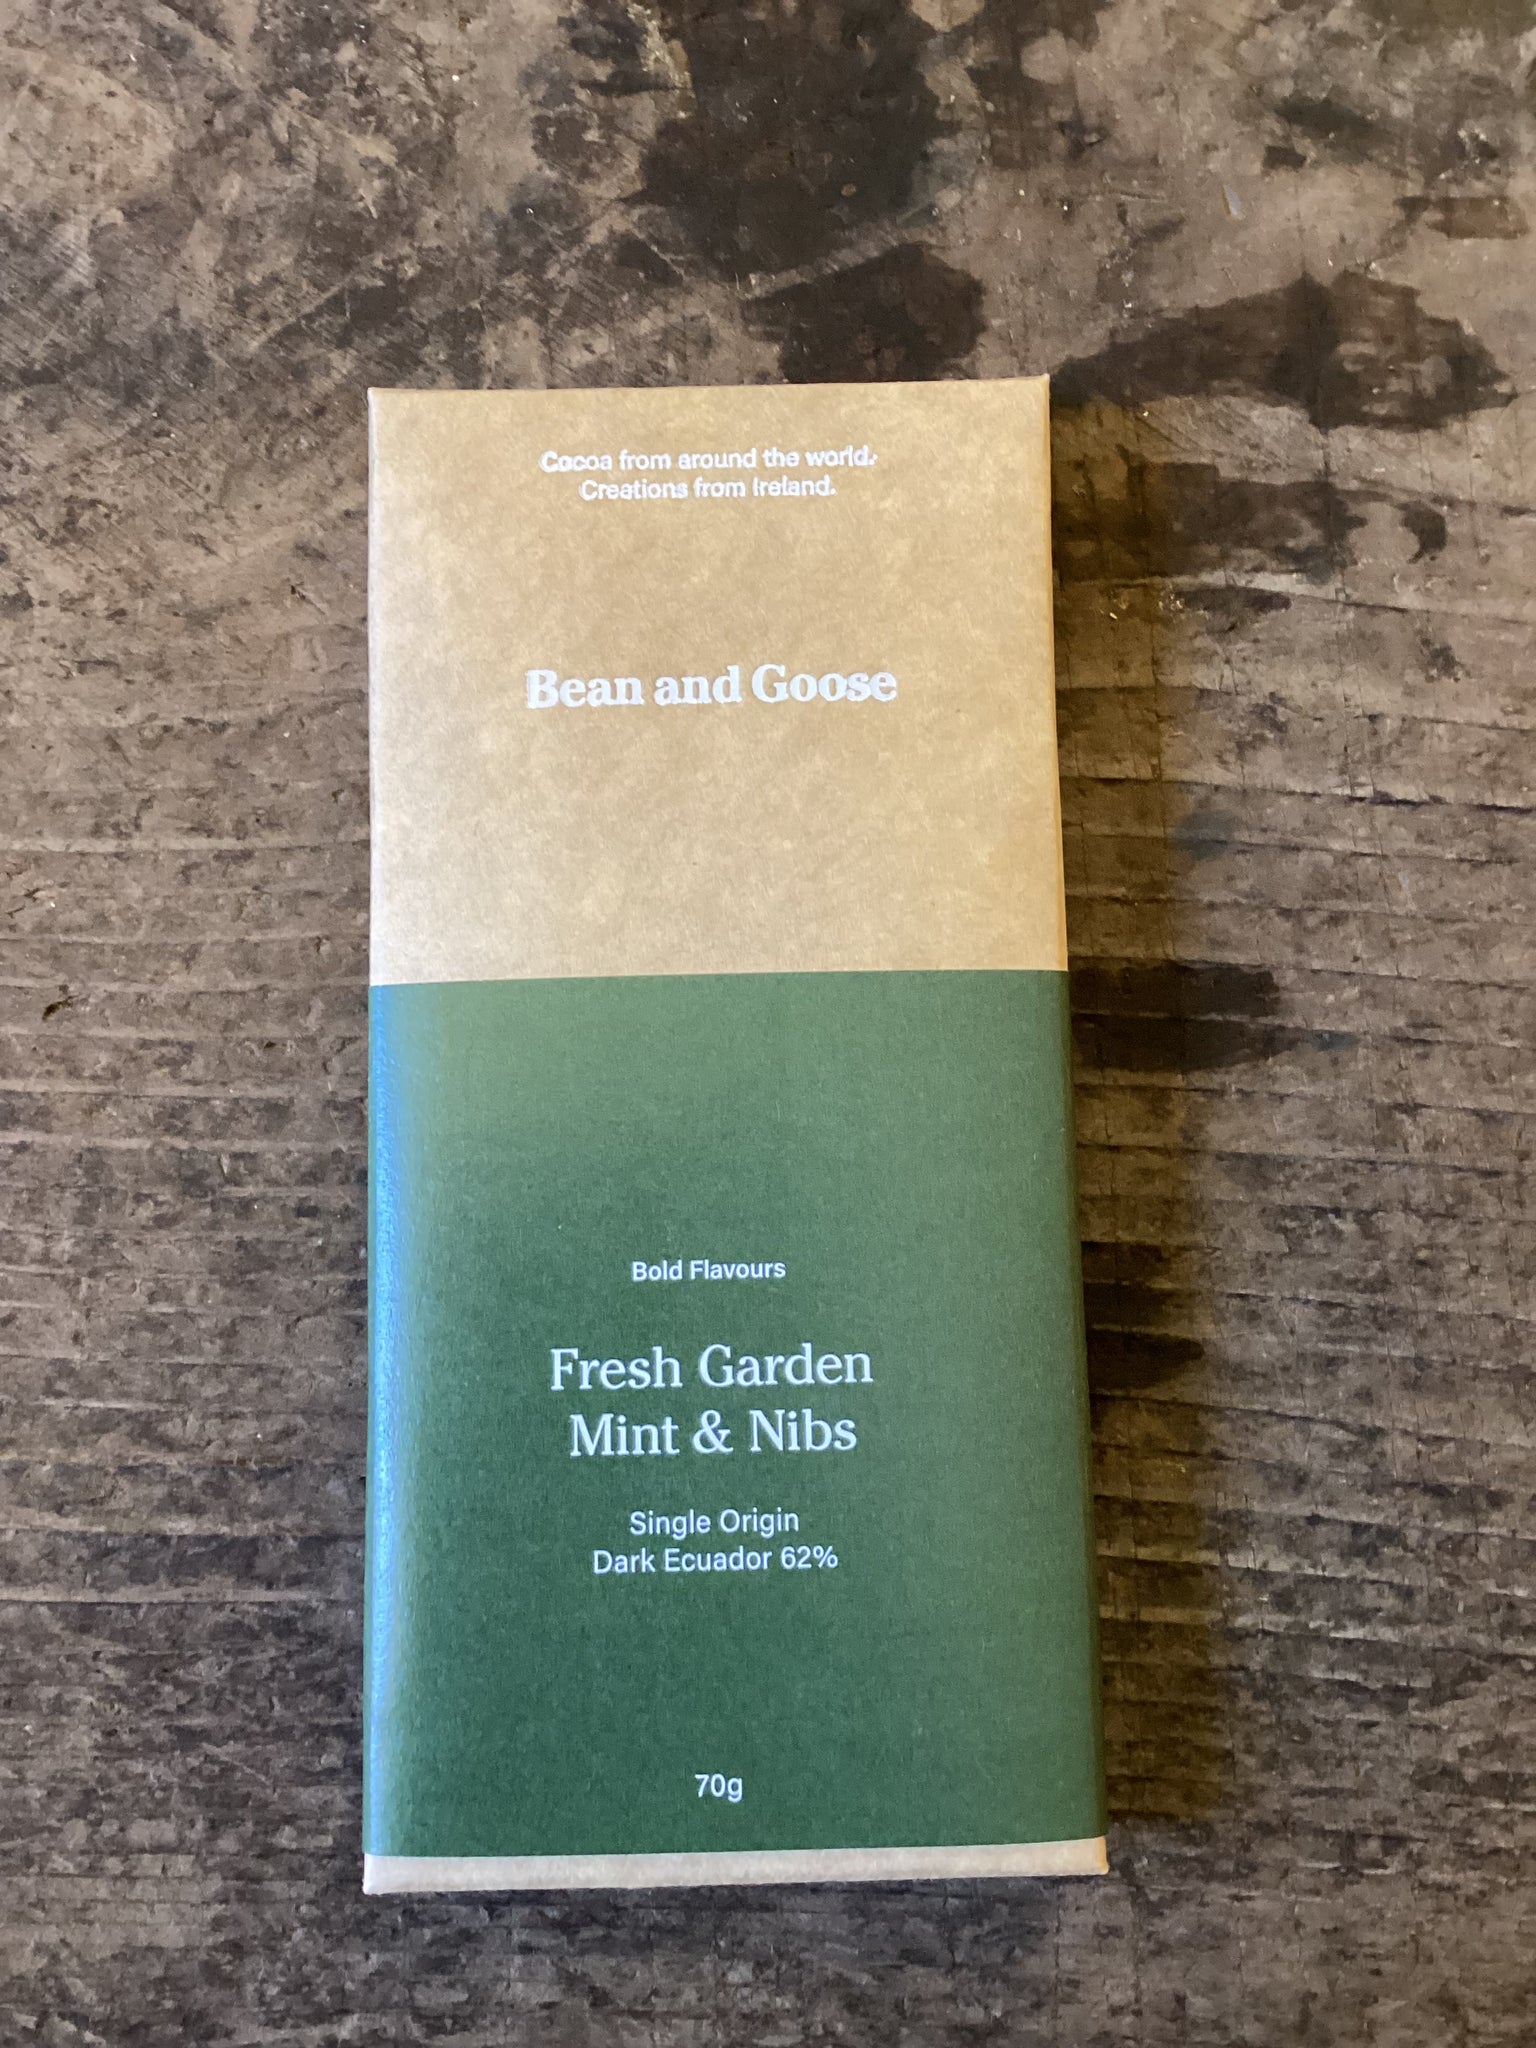 Cocoa from around the world.
Creations from Ireland.
Bean and Goose
Bold Flavours
Fresh Garden
Mint & Nibs
Single Origin
Dark Ecuador 62%
70g